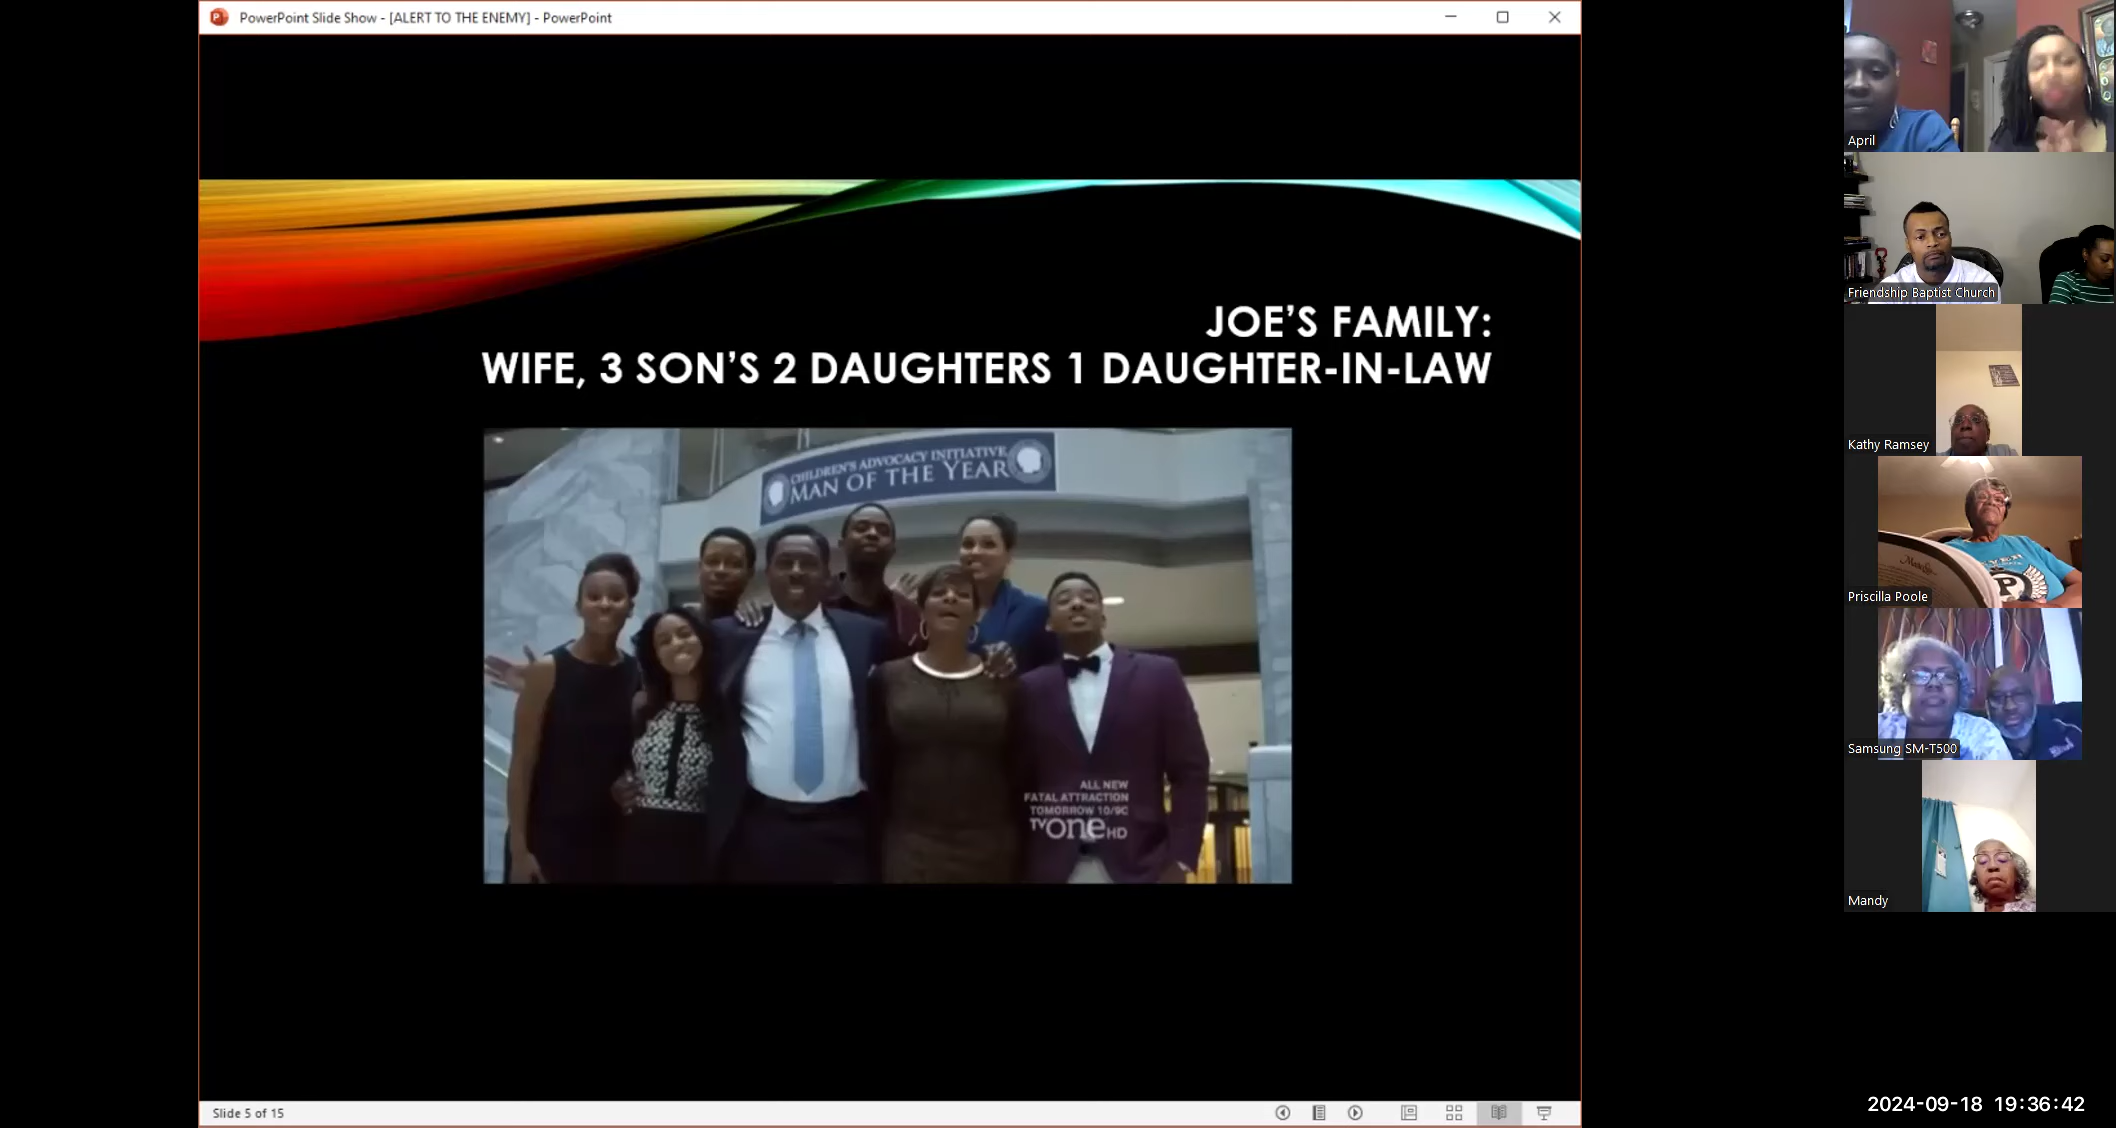 PowerPoint Slide Show - [ALERT TO THE ENEMY] - PowerPoint
JOE'S FAMILY:
WIFE, 3 SON'S 2 DAUGHTERS 1 DAUGHTER-IN-LAW
CHILDREN'S ADVOCACY INITIATIVE
MAN OF THE YEAR
ALL NEW
FATAL ATTRACTION
TOMORROW 10/9C
TV one HD
Slide 5 of 15
April
Friendship Baptist Church
Kathy Ramsey
P
Priscilla Poole
Samsung SM-T500
Mandy
2024-09-18 19:36:42